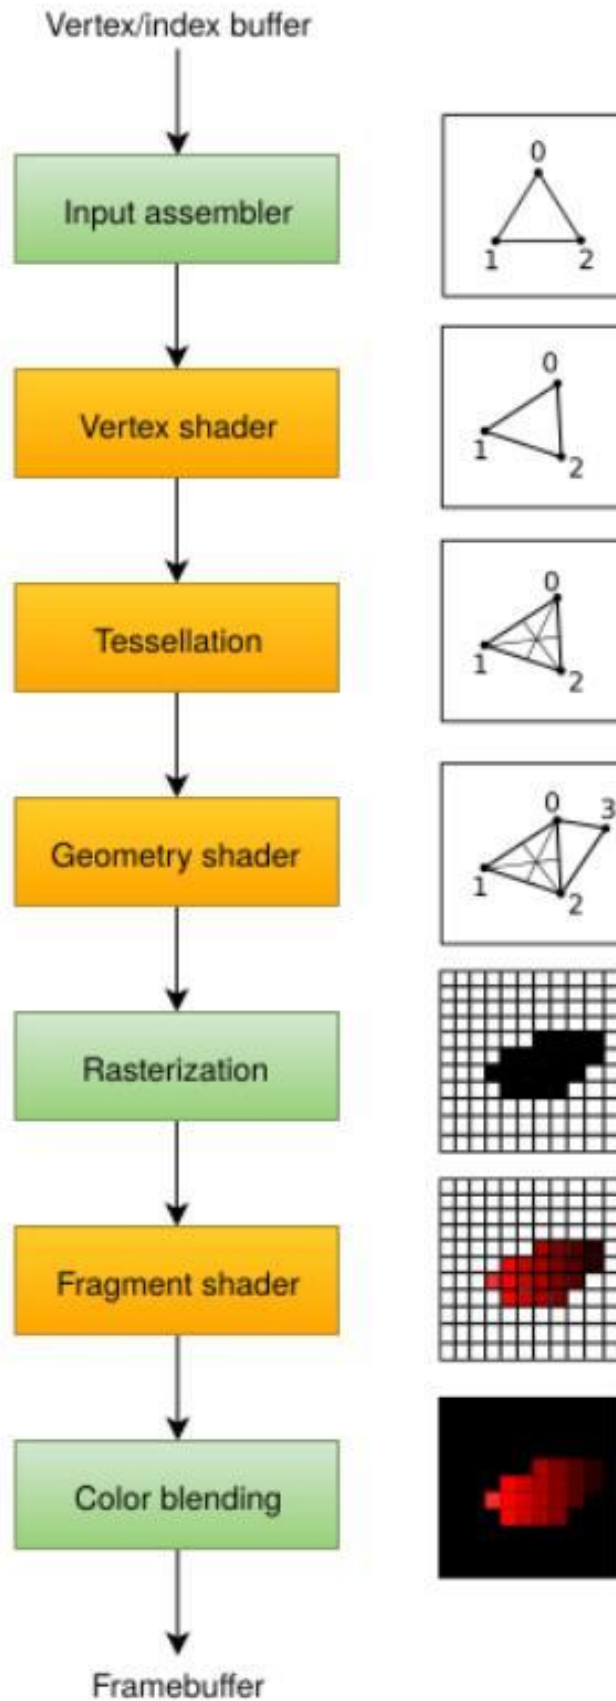 Vertex/index buffer
Input assembler
0
1
2
Vertex shader
0
1
2
Tessellation
0
1
2
Geometry shader
0
3
1
2
Rasterization
Fragment shader
Color blending
Framebuffer